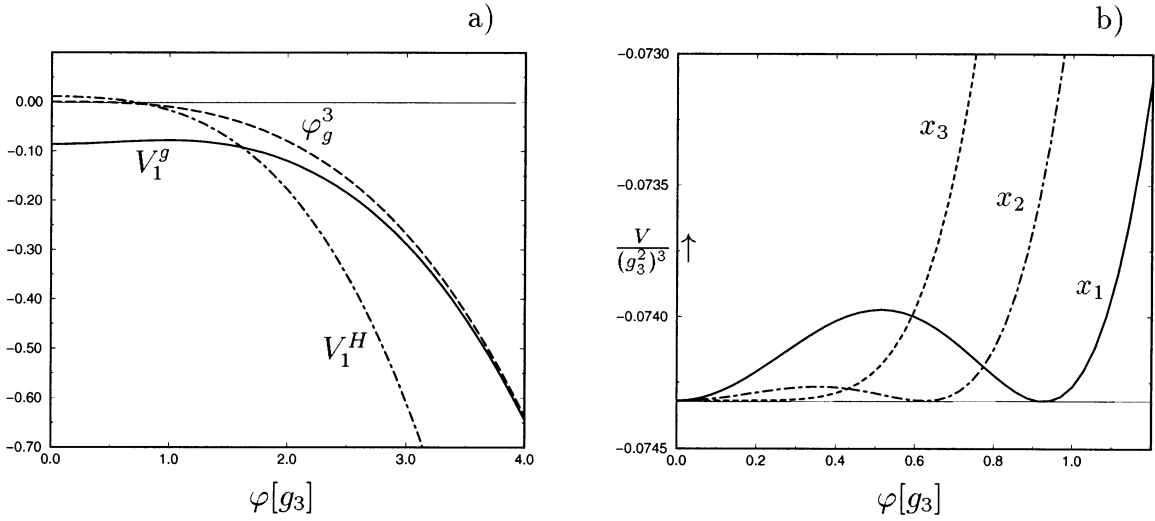 a)
0.00
-0.10
-0.20
-0.30
-0.40
-0.50
-0.60
-0.70
0.0 1.0 2.0 3.0 4.0
φ_g^3
V_1^g
V_1^H
φ[g_3]
b)
-0.0730
-0.0735
-0.0740
-0.0745
V/(g_3^2)^3 ↑
x_3
x_2
x_1
0.0 0.2 0.4 0.6 0.8 1.0
φ[g_3]